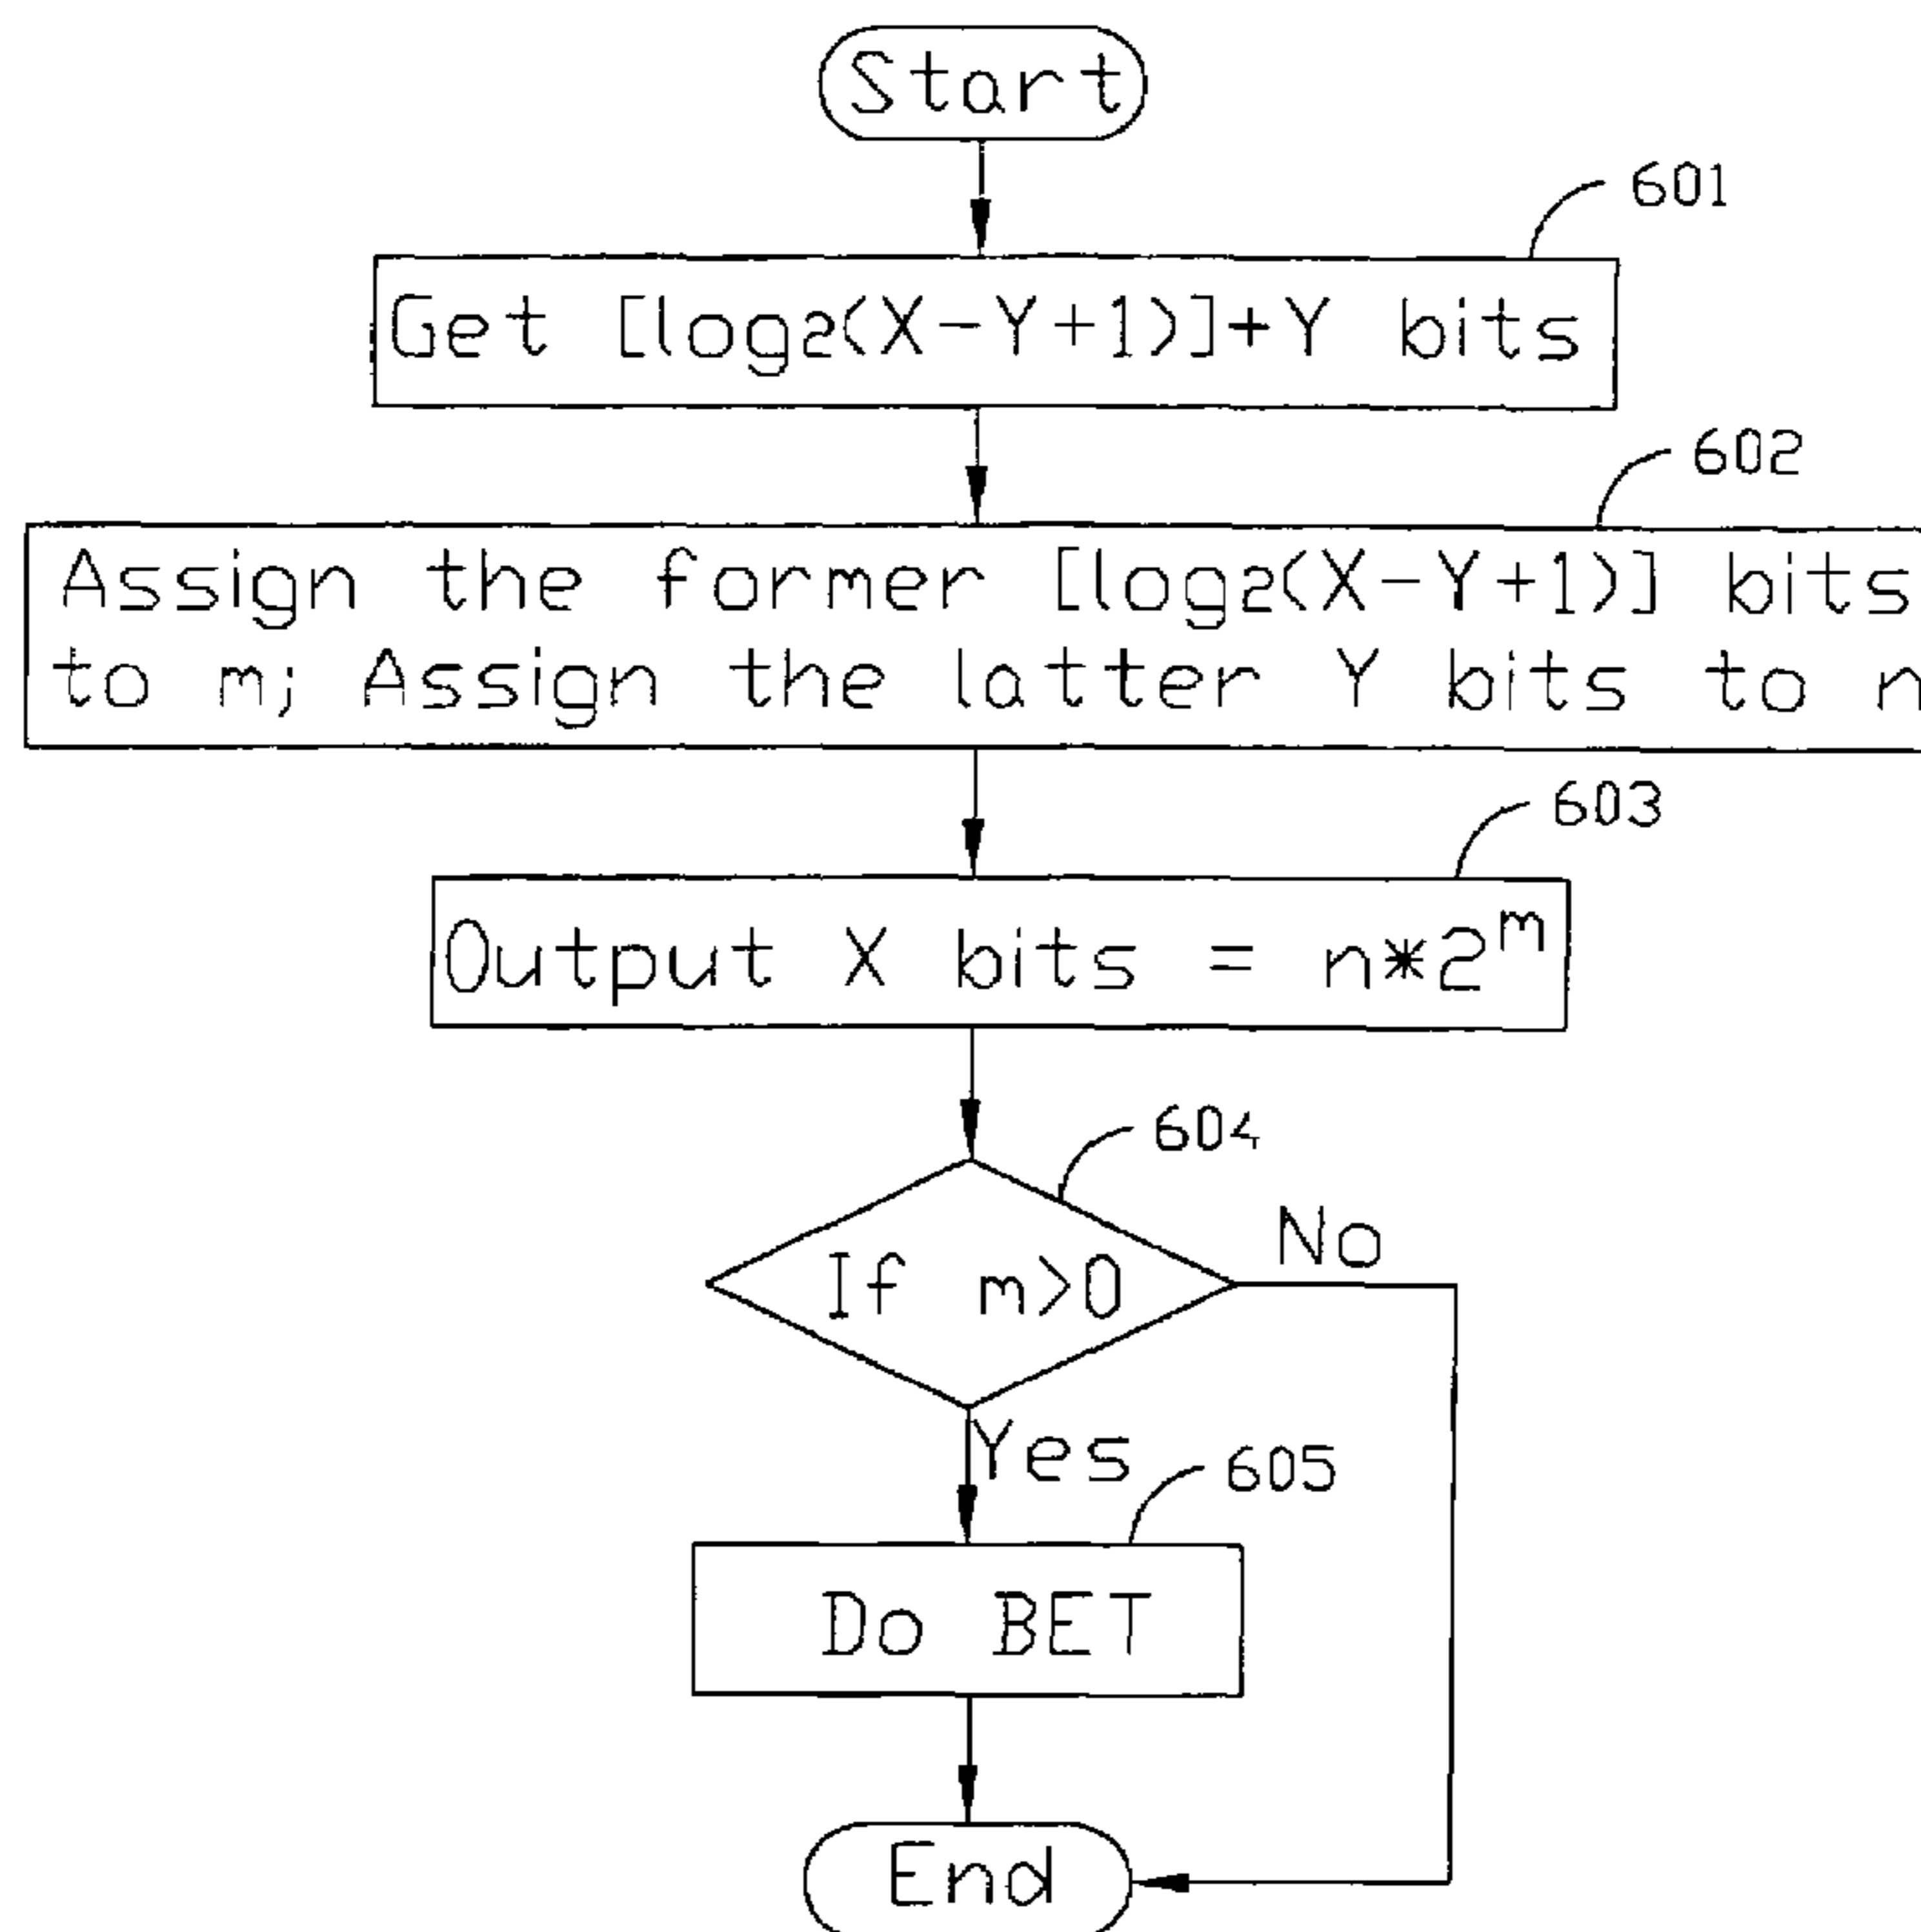 Start
601
Get [log2(X-Y+1)]+Y bits
602
Assign the former [log2(X-Y+1)] bits
to m; Assign the latter Y bits to n
603
Output X bits = n*2^m
604
If m>0
No
Yes
605
Do BET
End